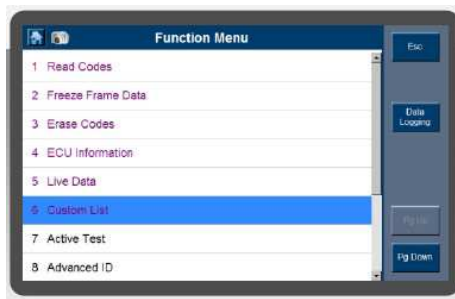 Function Menu
Esc
1 Read Codes
2 Freeze Frame Data
3 Erase Codes
Data
Logging
4 ECU Information
5 Live Data
6 Custom List
Pg Up
7 Active Test
8 Advanced ID
Pg Down